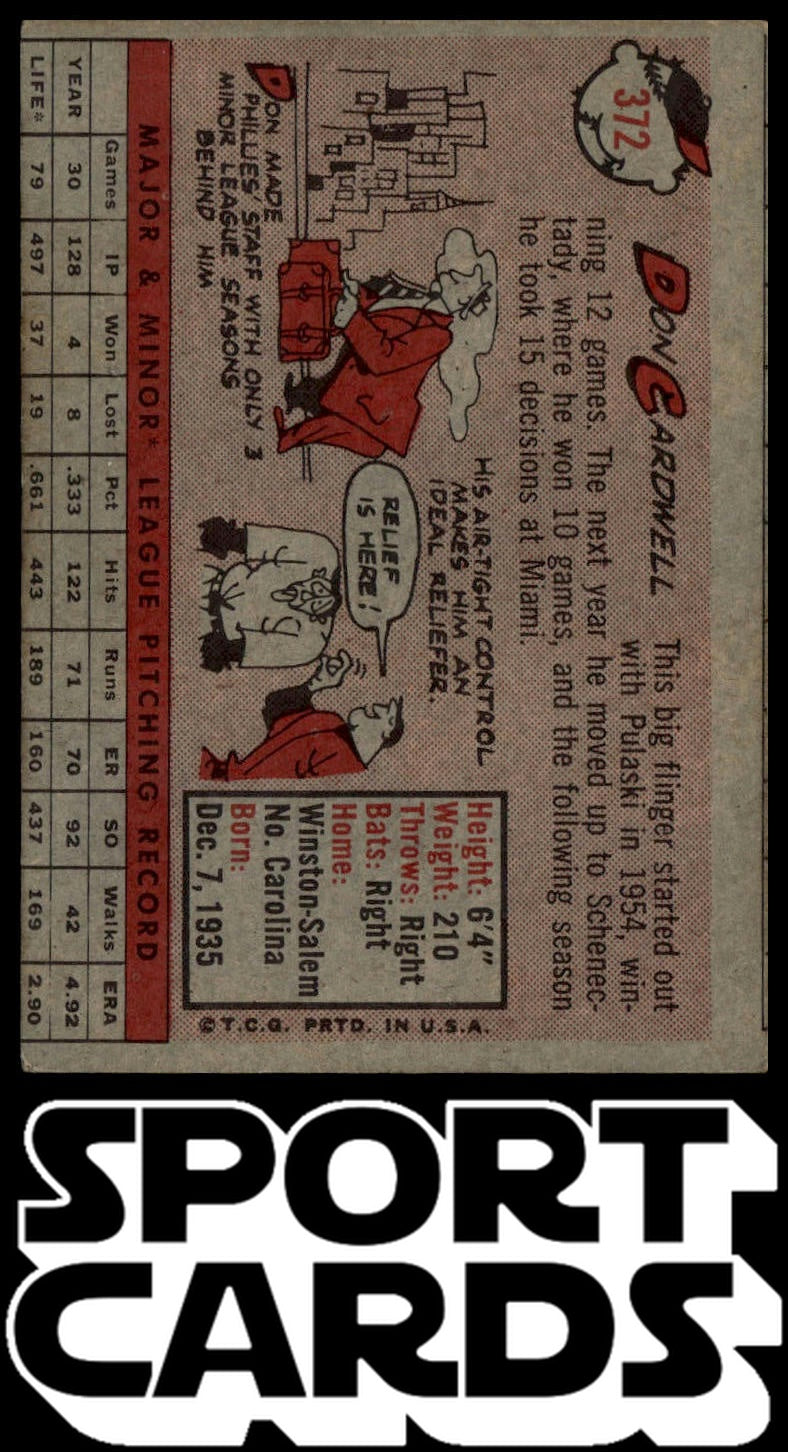 372
DON CARDWELL
This big flinger started out
with Pulaski in 1954, win-
ning 12 games. The next year he moved up to Schenec-
tady, where he won 10 games, and the following season
he took 15 decisions at Miami.
DON MADE
PHILLIES' STAFF WITH ONLY 3
MINOR LEAGUE SEASONS
BEHIND HIM.
HIS AIR-TIGHT CONTROL
MAKES HIM AN
IDEAL RELIEFER.
RELIEF
IS HERE!
Height: 6'4"
Weight: 210
Throws: Right
Bats: Right
Home:
Winston-Salem
No. Carolina
Born:
Dec. 7, 1935
© T.C.G. PRTD. IN U.S.A.
MAJOR & MINOR* LEAGUE PITCHING RECORD
Games IP Won Lost Pct Hits Runs ER SO Walks ERA
YEAR 30 128 4 8 .333 122 71 70 92 42 4.92
LIFE* 79 497 37 19 .661 443 189 160 437 169 2.90
SPORT
CARDS